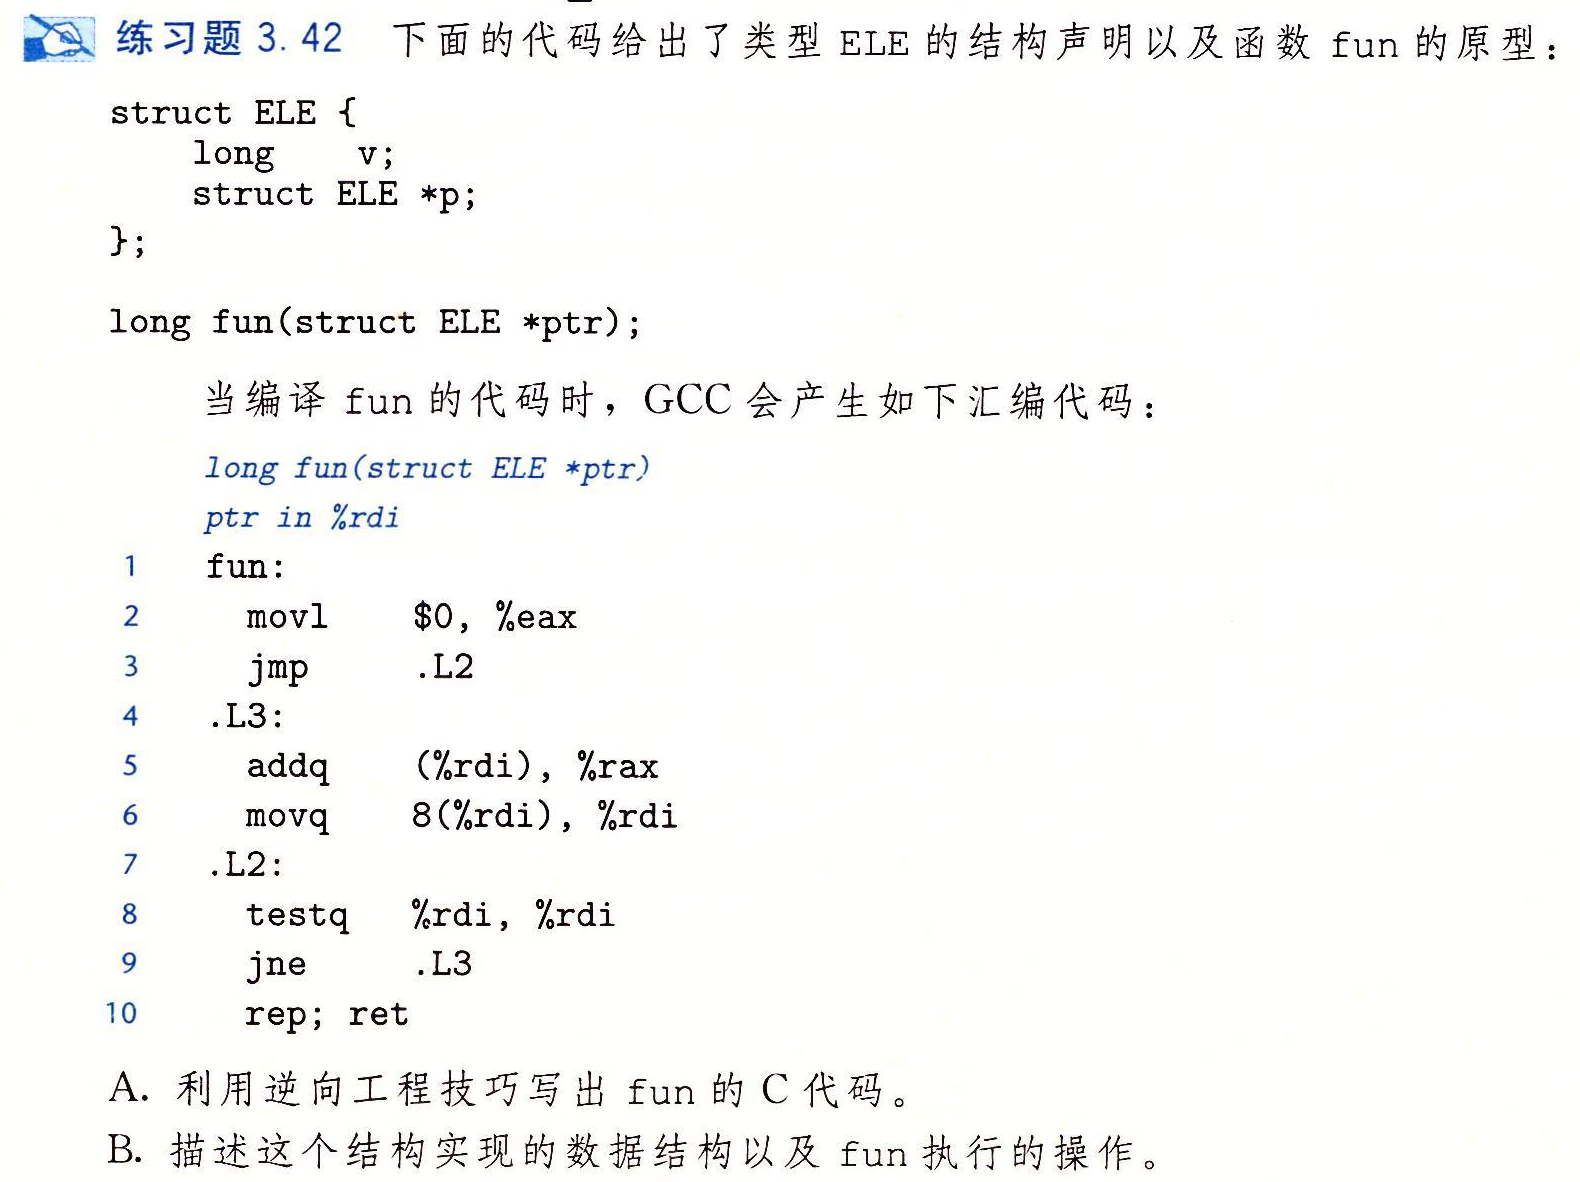 练习题 3.42 下面的代码给出了类型 ELE 的结构声明以及函数 fun 的原型：
struct ELE {
    long    v;
    struct ELE *p;
};
long fun(struct ELE *ptr);
当编译 fun 的代码时，GCC 会产生如下汇编代码：
long fun(struct ELE *ptr)
ptr in %rdi
1 fun:
2 movl $0, %eax
3 jmp .L2
4 .L3:
5 addq (%rdi), %rax
6 movq 8(%rdi), %rdi
7 .L2:
8 testq %rdi, %rdi
9 jne .L3
10 rep; ret
A. 利用逆向工程技巧写出 fun 的 C 代码。
B. 描述这个结构实现的数据结构以及 fun 执行的操作。